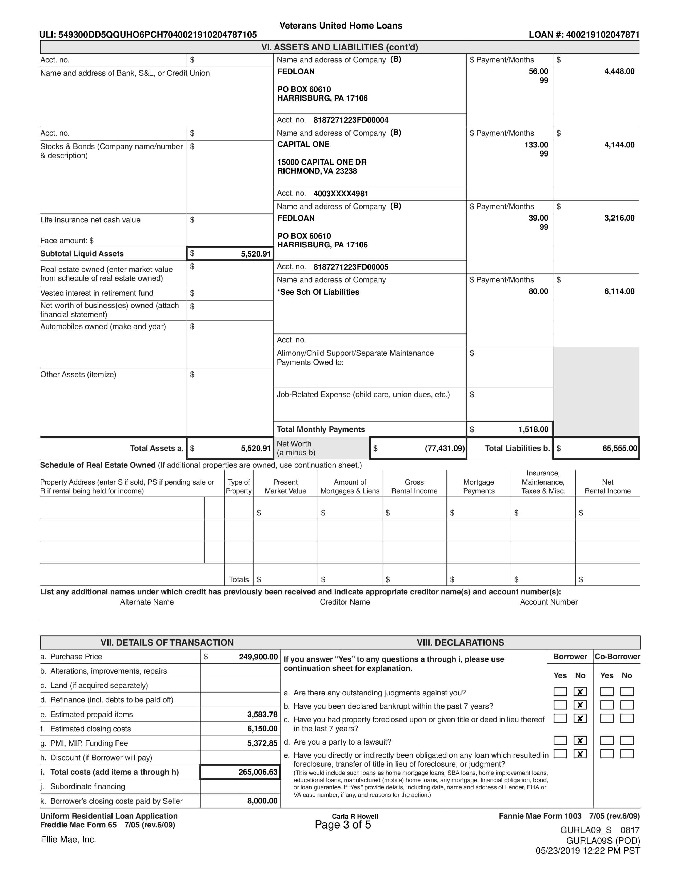 Veterans United Home Loans
ULI: 549300DD5QQUHO6PCH7040021910204787105 LOAN #: 400219102047871
VI. ASSETS AND LIABILITIES (cont'd)
Acct. no. $ Name and address of Company (B) $ Payment/Months $
Name and address of Bank, S&L, or Credit Union FEDLOAN 56.00 4,448.00
99
PO BOX 60610
HARRISBURG, PA 17106
Acct. no. 8187271223FD00004
Acct. no. $ Name and address of Company (B) $ Payment/Months $
Stocks & Bonds (Company name/number $ CAPITAL ONE 133.00 4,144.00
& description) 99
15000 CAPITAL ONE DR
RICHMOND, VA 23238
Acct. no. 4003XXXX4981
Name and address of Company (B) $ Payment/Months $
Life insurance net cash value $ FEDLOAN 39.00 3,216.00
99
Face amount: $ PO BOX 60610
HARRISBURG, PA 17106
Subtotal Liquid Assets $ 5,520.91
Real estate owned (enter market value $ Acct. no. 8187271223FD00005
from schedule of real estate owned) Name and address of Company $ Payment/Months $
Vested interest in retirement fund $ *See Sch Of Liabilities 80.00 6,114.00
Net worth of business(es) owned (attach $
financial statement)
Automobiles owned (make and year) $
Acct. no.
Alimony/Child Support/Separate Maintenance $
Payments Owed to:
Other Assets (itemize) $
Job-Related Expense (child care, union dues, etc.) $
Total Monthly Payments $ 1,518.00
Total Assets a. $ 5,520.91 Net Worth $ (77,431.09) Total Liabilities b. $ 65,555.00
(a minus b)
Schedule of Real Estate Owned (If additional properties are owned, use continuation sheet.)
Property Address (enter S if sold, PS if pending sale or Type of Present Amount of Gross Mortgage Insurance, Net
R if rental being held for income) Property Market Value Mortgages & Liens Rental Income Payments Maintenance, Rental Income
Taxes & Misc.
$ $ $ $ $ $
Totals $ $ $ $ $ $
List any additional names under which credit has previously been received and indicate appropriate creditor name(s) and account number(s):
Alternate Name Creditor Name Account Number
VII. DETAILS OF TRANSACTION VIII. DECLARATIONS
a. Purchase Price $ 249,900.00
b. Alterations, improvements, repairs
c. Land (if acquired separately)
d. Refinance (incl. debts to be paid off)
e. Estimated prepaid items 3,583.78
f. Estimated closing costs 6,150.00
g. PMI, MIP, Funding Fee 5,372.85
h. Discount (if Borrower will pay)
i. Total costs (add items a through h) 265,006.63
j. Subordinate financing
k. Borrower's closing costs paid by Seller 8,000.00
If you answer "Yes" to any questions a through i, please use Borrower Co-Borrower
continuation sheet for explanation. Yes No Yes No
a. Are there any outstanding judgments against you? X
b. Have you been declared bankrupt within the past 7 years? X
c. Have you had property foreclosed upon or given title or deed in lieu thereof X
in the last 7 years?
d. Are you a party to a lawsuit? X
e. Have you directly or indirectly been obligated on any loan which resulted in X
foreclosure, transfer of title in lieu of foreclosure, or judgment?
(This would include such loans as home mortgage loans, SBA loans, home improvement loans,
educational loans, manufactured (mobile) home loans, any mortgage, financial obligation, bond,
or loan guarantee. If "Yes" provide details, including date, name and address of Lender, FHA or
VA case number, if any, and reasons for the action.)
Uniform Residential Loan Application Carla R Howell Fannie Mae Form 1003 7/05 (rev.6/09)
Freddie Mac Form 65 7/05 (rev.6/09) Page 3 of 5
GURLA09_S 0817
Ellie Mae, Inc. GURLA09S (POD)
05/23/2019 12:22 PM EST